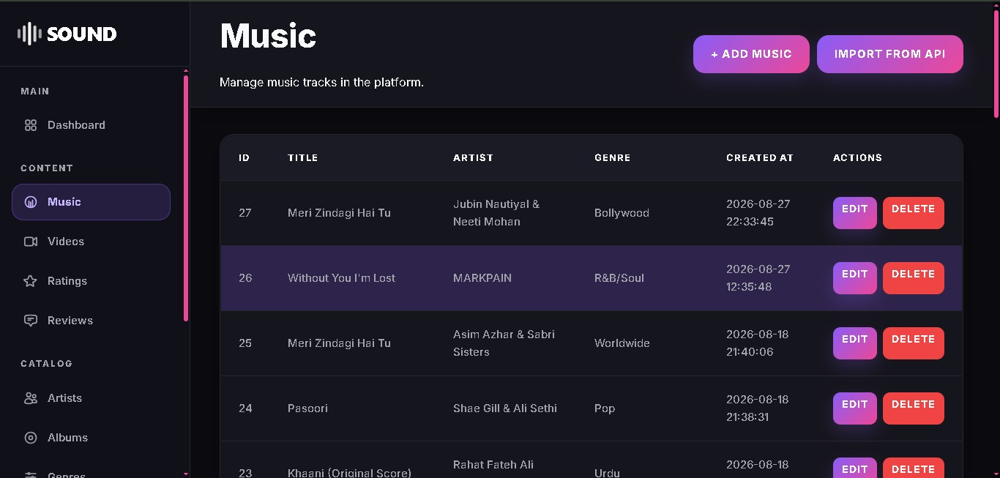 SOUND
MAIN
Dashboard
CONTENT
Music
Videos
Ratings
Reviews
CATALOG
Artists
Albums
Genres
Music
Manage music tracks in the platform.
+ ADD MUSIC
IMPORT FROM API
ID TITLE ARTIST GENRE CREATED AT ACTIONS
27 Meri Zindagi Hai Tu Jubin Nautiyal & Bollywood 2026-08-27 EDIT DELETE
Neeti Mohan 22:33:45
26 Without You I'm Lost MARKPAIN R&B/Soul 2026-08-27 EDIT DELETE
12:35:48
25 Meri Zindagi Hai Tu Asim Azhar & Sabri Worldwide 2026-08-18 EDIT DELETE
Sisters 21:40:06
24 Pasoori Shae Gill & Ali Sethi Pop 2026-08-18 EDIT DELETE
21:38:31
23 Khaani (Original Score) Rahat Fateh Ali Urdu 2026-08-18 EDIT DELETE